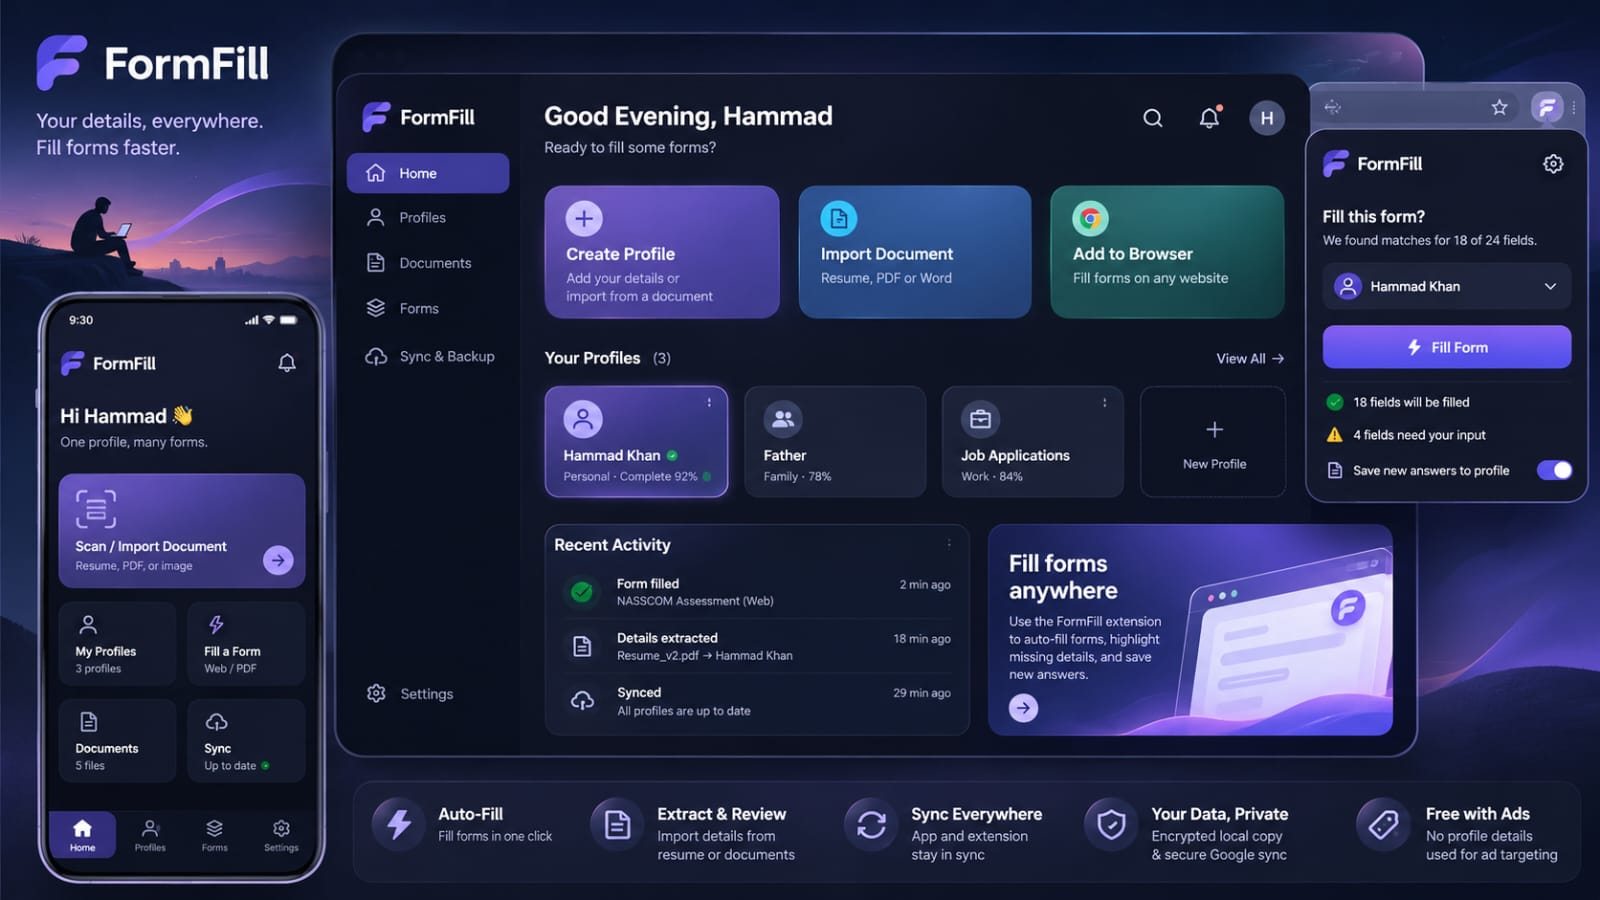 FormFill
Your details, everywhere.
Fill forms faster.
9:30
FormFill
Hi Hammad 👋
One profile, many forms.
Scan / Import Document
Resume, PDF, or image
My Profiles
3 profiles
Fill a Form
Web / PDF
Documents
5 files
Sync
Up to date
Home
Profiles
Forms
Settings
FormFill
Home
Profiles
Documents
Forms
Sync & Backup
Settings
Good Evening, Hammad
Ready to fill some forms?
H
Create Profile
Add your details or
import from a document
Import Document
Resume, PDF or Word
Add to Browser
Fill forms on any website
Your Profiles (3)
View All →
Hammad Khan
Personal · Complete 92%
Father
Family · 78%
Job Applications
Work · 84%
New Profile
Recent Activity
Form filled
NASSCOM Assessment (Web)
2 min ago
Details extracted
Resume_v2.pdf → Hammad Khan
18 min ago
Synced
All profiles are up to date
29 min ago
Fill forms
anywhere
Use the FormFill extension
to auto-fill forms, highlight
missing details, and save
new answers.
FormFill
Fill this form?
We found matches for 18 of 24 fields.
Hammad Khan
Fill Form
18 fields will be filled
4 fields need your input
Save new answers to profile
Auto-Fill
Fill forms in one click
Extract & Review
Import details from
resume or documents
Sync Everywhere
App and extension
stay in sync
Your Data, Private
Encrypted local copy
& secure Google sync
Free with Ads
No profile details
used for ad targeting